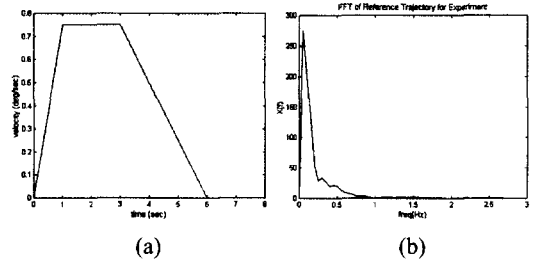 0.8
0.7
0.6
0.5
0.4
0.3
0.2
0.1
0
velocity (deg/sec)
0 1 2 3 4 5 6 7 8
time (sec)
(a)
FFT of Reference Trajectory for Experiment
300
250
200
150
100
50
0
X(f)
0 0.5 1 1.5 2 2.5 3
freq(Hz)
(b)